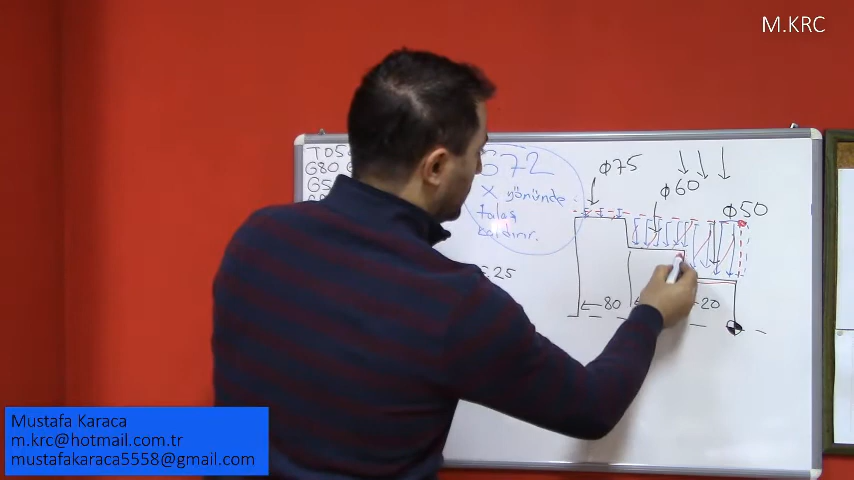 M.KRC
T05
G80
G5
G72
X yönünde
talaş
kaldırır.
Φ75
Φ60
Φ50
.25
80
20
Mustafa Karaca
m.krc@hotmail.com.tr
mustafakaraca5558@gmail.com